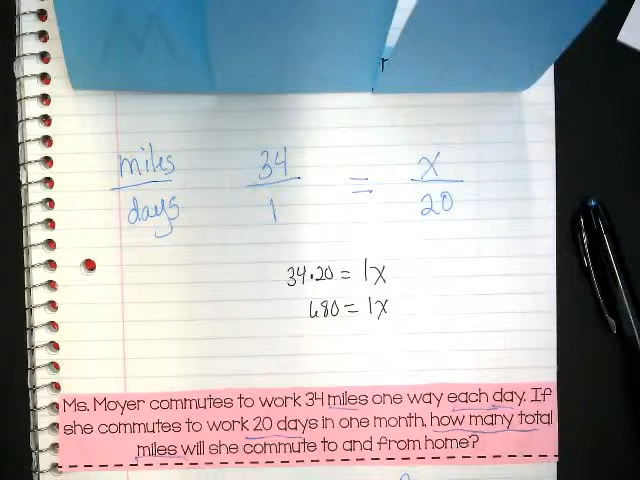 r
miles 34 = x
days 1 20
34·20 = 1x
680 = 1x
Ms. Moyer commutes to work 34 miles one way each day. If
she commutes to work 20 days in one month, how many total
miles will she commute to and from home?